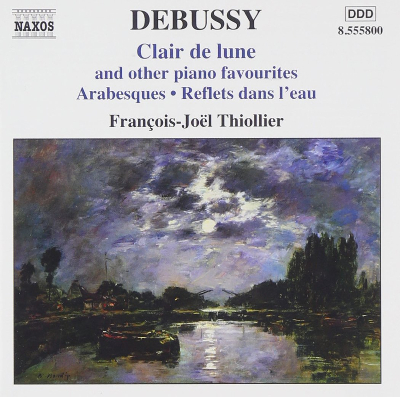 NAXOS
DEBUSSY
DDD
8.555800
Clair de lune
and other piano favourites
Arabesques • Reflets dans l'eau
François-Joël Thiollier